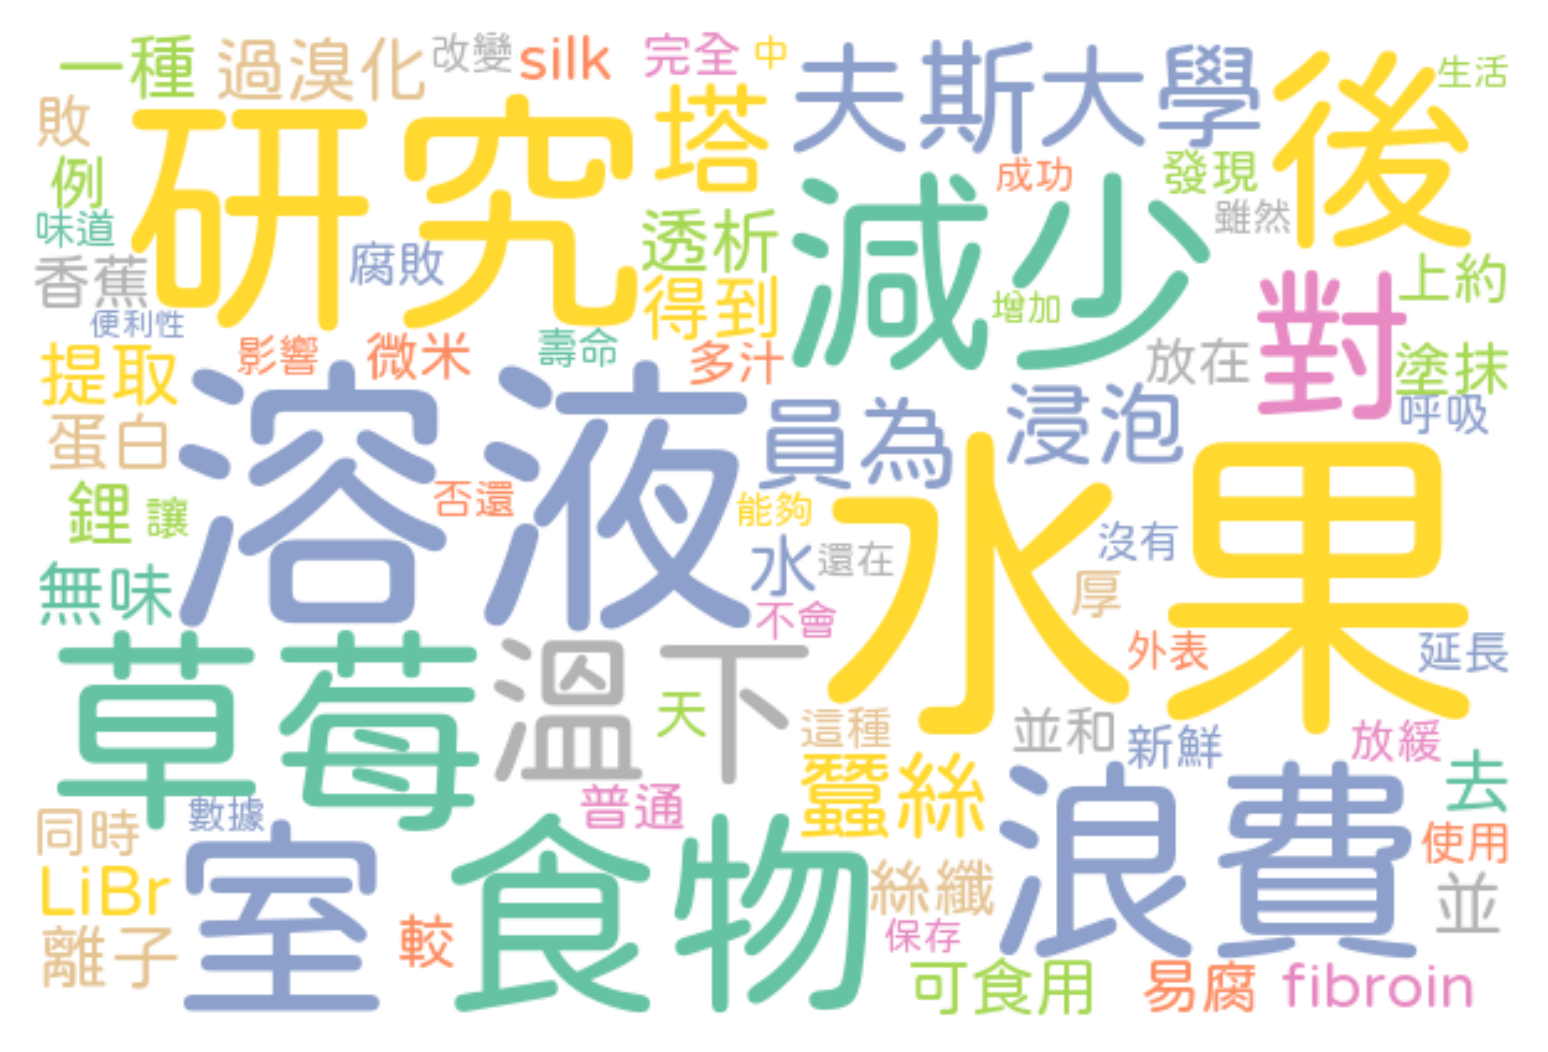 一種
過溴化
改變
silk
完全
中
夫斯大學
後
生活
敗
研究
塔
例
成功
發現
雖然
味道
香蕉
腐敗
透析
減少
上約
便利性
得到
增加
對
提取
影響
微米
壽命
多汁
放在
塗抹
蛋白
溶液
員為
浸泡
呼吸
鋰
讓
否還
能夠
水果
無味
水
還在
沒有
厚
不會
外表
延長
草莓
溫下
天
這種
並和
新鮮
放緩
同時
數據
普通
蠶絲
浪費
去
LiBr
室
食物
絲纖
使用
離子
較
保存
並
可食用
易腐
fibroin